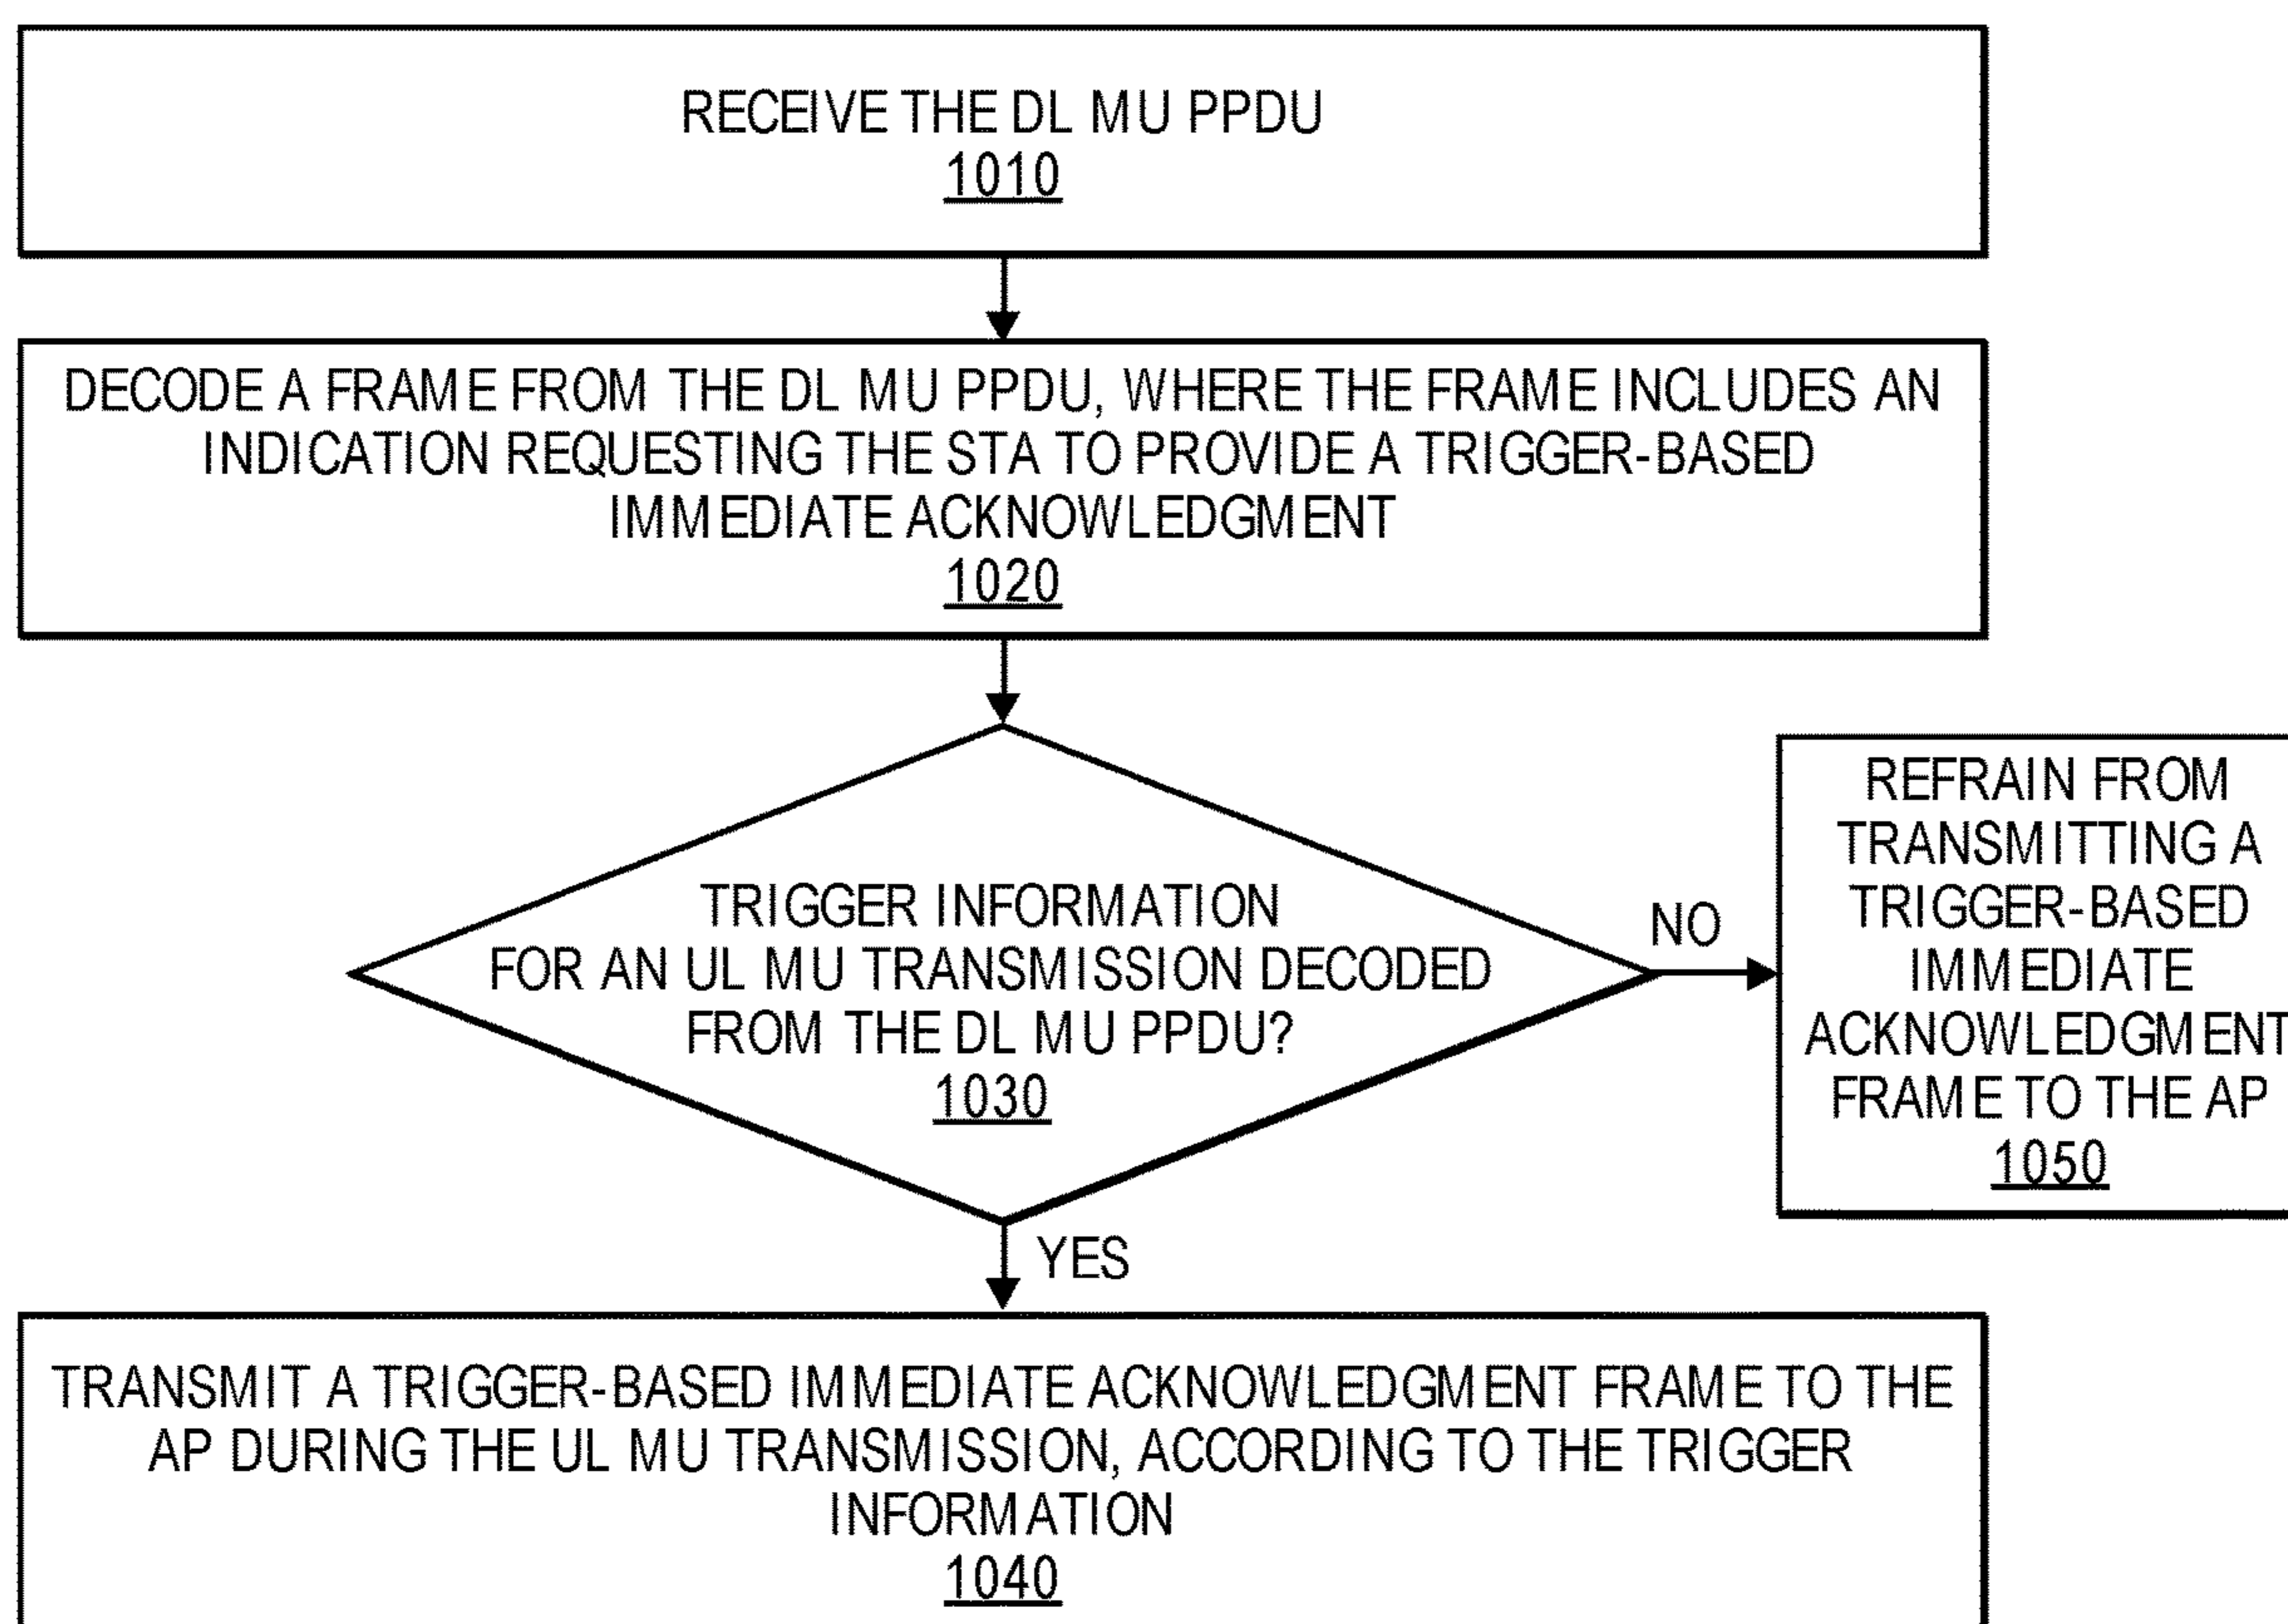 RECEIVE THE DL MU PPDU
1010
DECODE A FRAME FROM THE DL MU PPDU, WHERE THE FRAME INCLUDES AN
INDICATION REQUESTING THE STA TO PROVIDE A TRIGGER-BASED
IMMEDIATE ACKNOWLEDGMENT
1020
TRIGGER INFORMATION
FOR AN UL MU TRANSMISSION DECODED
FROM THE DL MU PPDU?
1030
NO
REFRAIN FROM
TRANSMITTING A
TRIGGER-BASED
IMMEDIATE
ACKNOWLEDGMENT
FRAME TO THE AP
1050
YES
TRANSMIT A TRIGGER-BASED IMMEDIATE ACKNOWLEDGMENT FRAME TO THE
AP DURING THE UL MU TRANSMISSION, ACCORDING TO THE TRIGGER
INFORMATION
1040